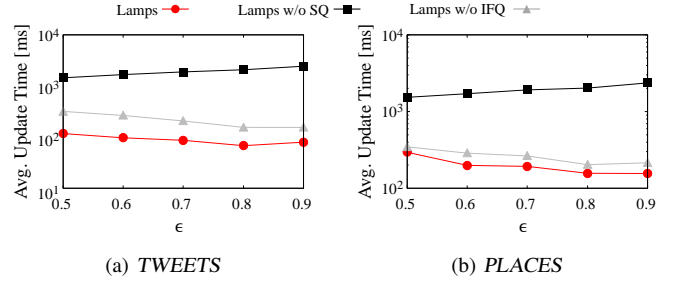 Lamps Lamps w/o SQ Lamps w/o IFQ
Avg. Update Time [ms]
10^4
10^3
10^2
10^1
0.5 0.6 0.7 0.8 0.9
ϵ
(a) TWEETS
Avg. Update Time [ms]
10^4
10^3
10^2
0.5 0.6 0.7 0.8 0.9
ϵ
(b) PLACES